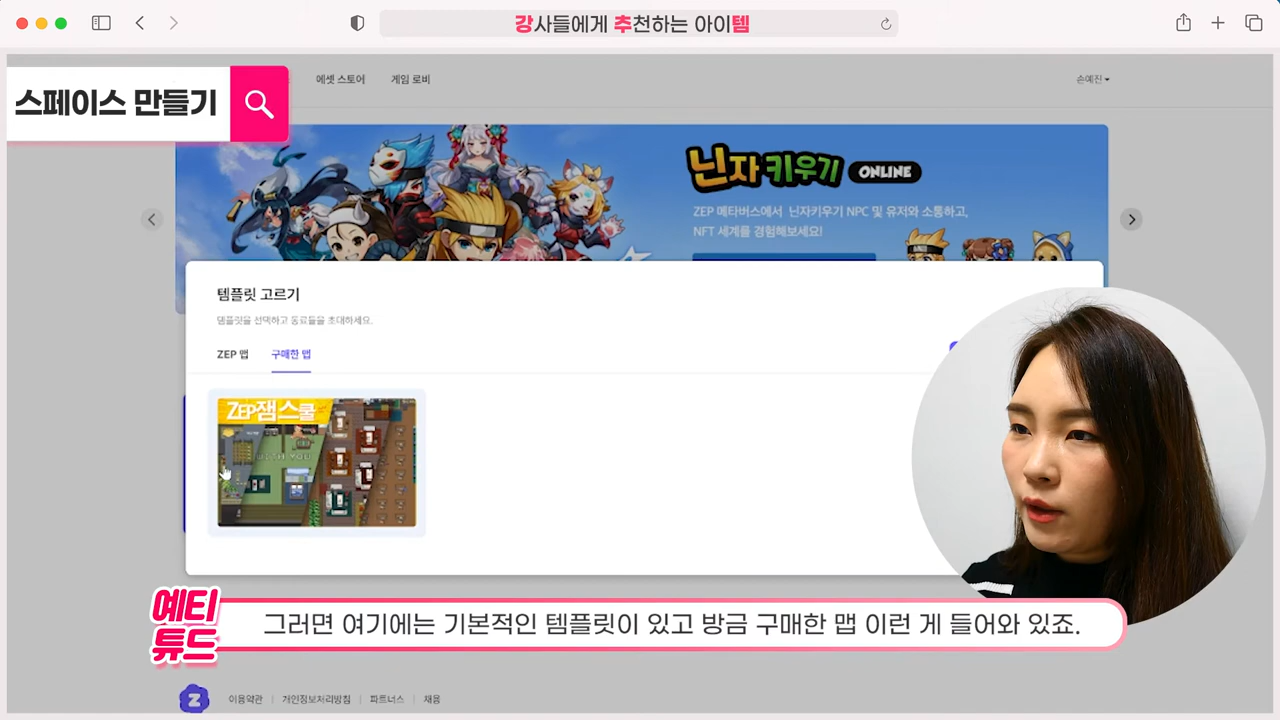 강사들에게 추천하는 아이템
에셋 스토어 게임 로비
손예진
스페이스 만들기
닌자키우기 ONLINE
ZEP 메타버스에서 닌자키우기 NPC 및 유저와 소통하고,
NFT 세계를 경험해보세요!
템플릿 고르기
템플릿을 선택하고 동료들을 초대하세요.
ZEP 맵 구매한 맵
ZEP잼스쿨
WITH YOU
예티튜드
그러면 여기에는 기본적인 템플릿이 있고 방금 구매한 맵 이런 게 들어와 있죠.
이용약관 | 개인정보처리방침 | 파트너스 | 채용